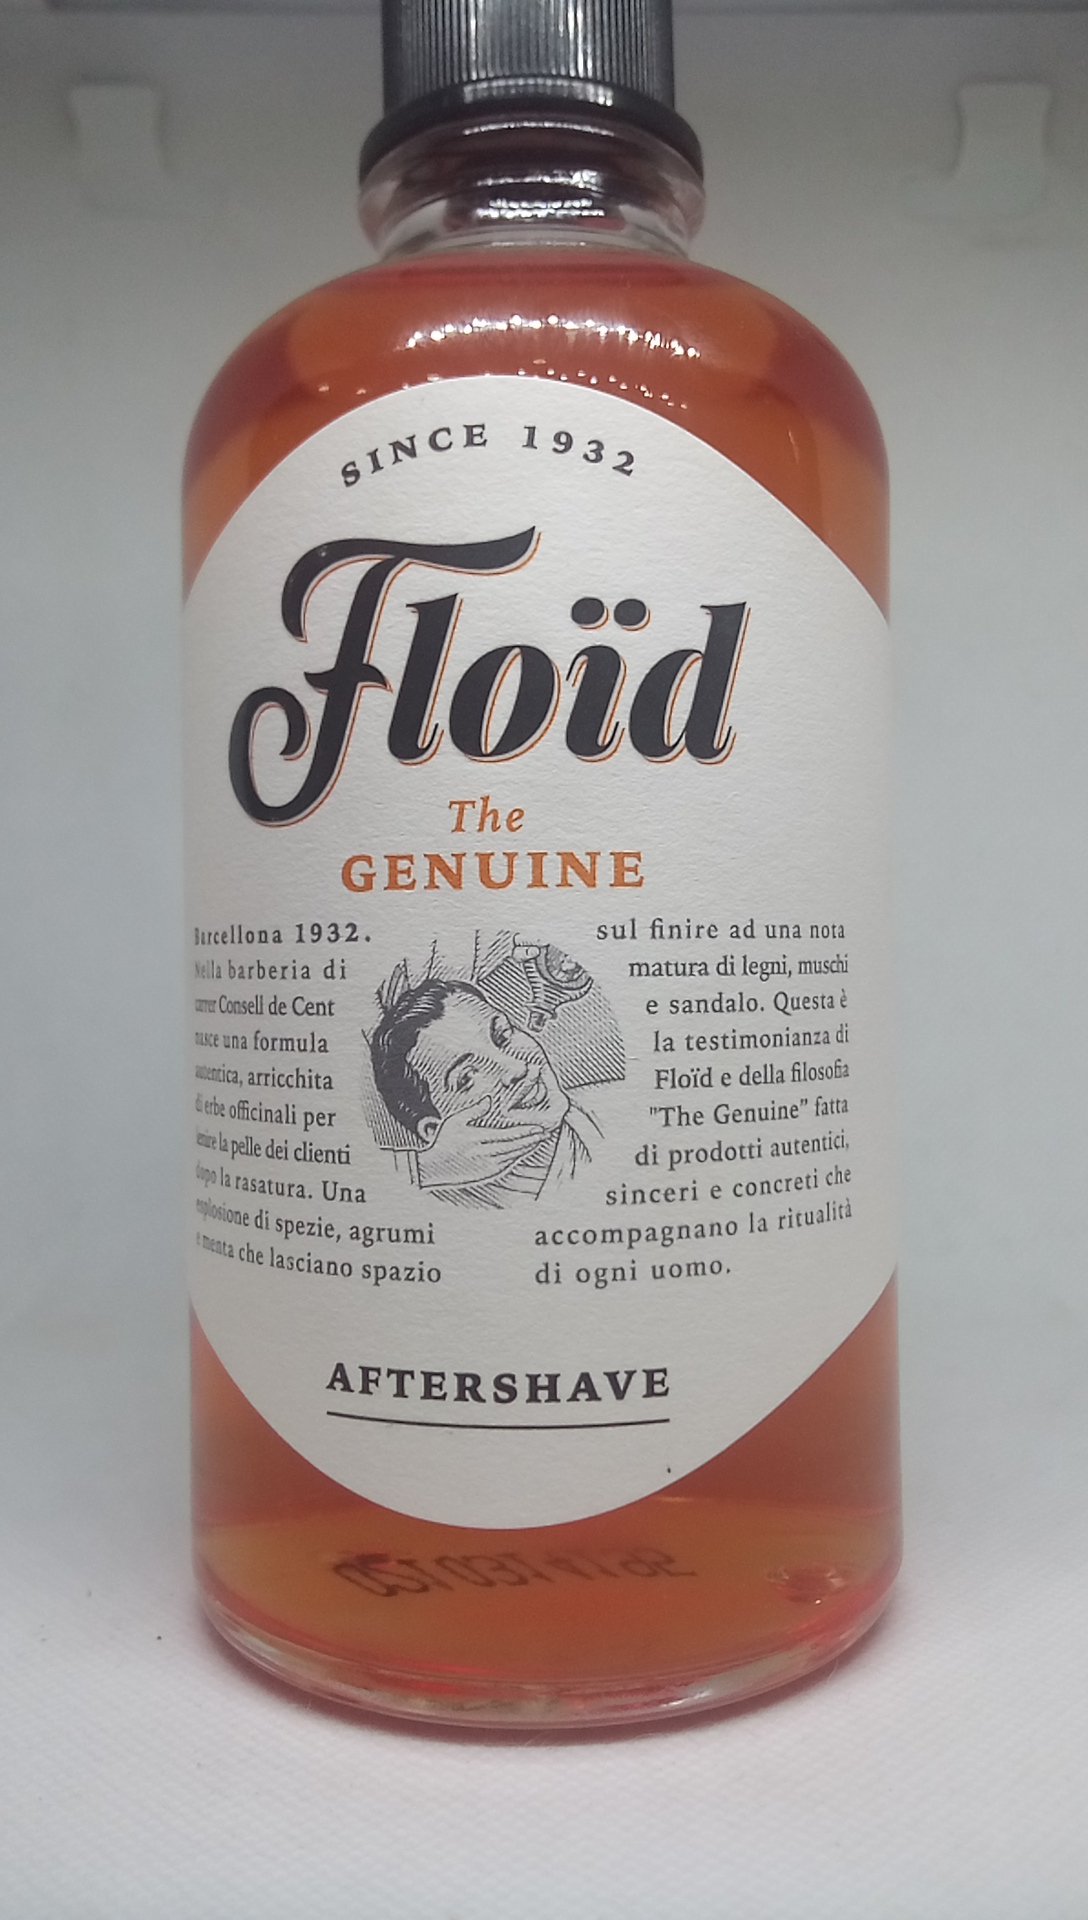 SINCE 1932
Floïd
The
GENUINE
Barcellona 1932.
Nella barberia di
carrer Consell de Cent
nasce una formula
autentica, arricchita
di erbe officinali per
lenire la pelle dei clienti
dopo la rasatura. Una
esplosione di spezie, agrumi
e menta che lasciano spazio
sul finire ad una nota
matura di legni, muschi
e sandalo. Questa è
la testimonianza di
Floïd e della filosofia
"The Genuine” fatta
di prodotti autentici,
sinceri e concreti che
accompagnano la ritualità
di ogni uomo.
AFTERSHAVE